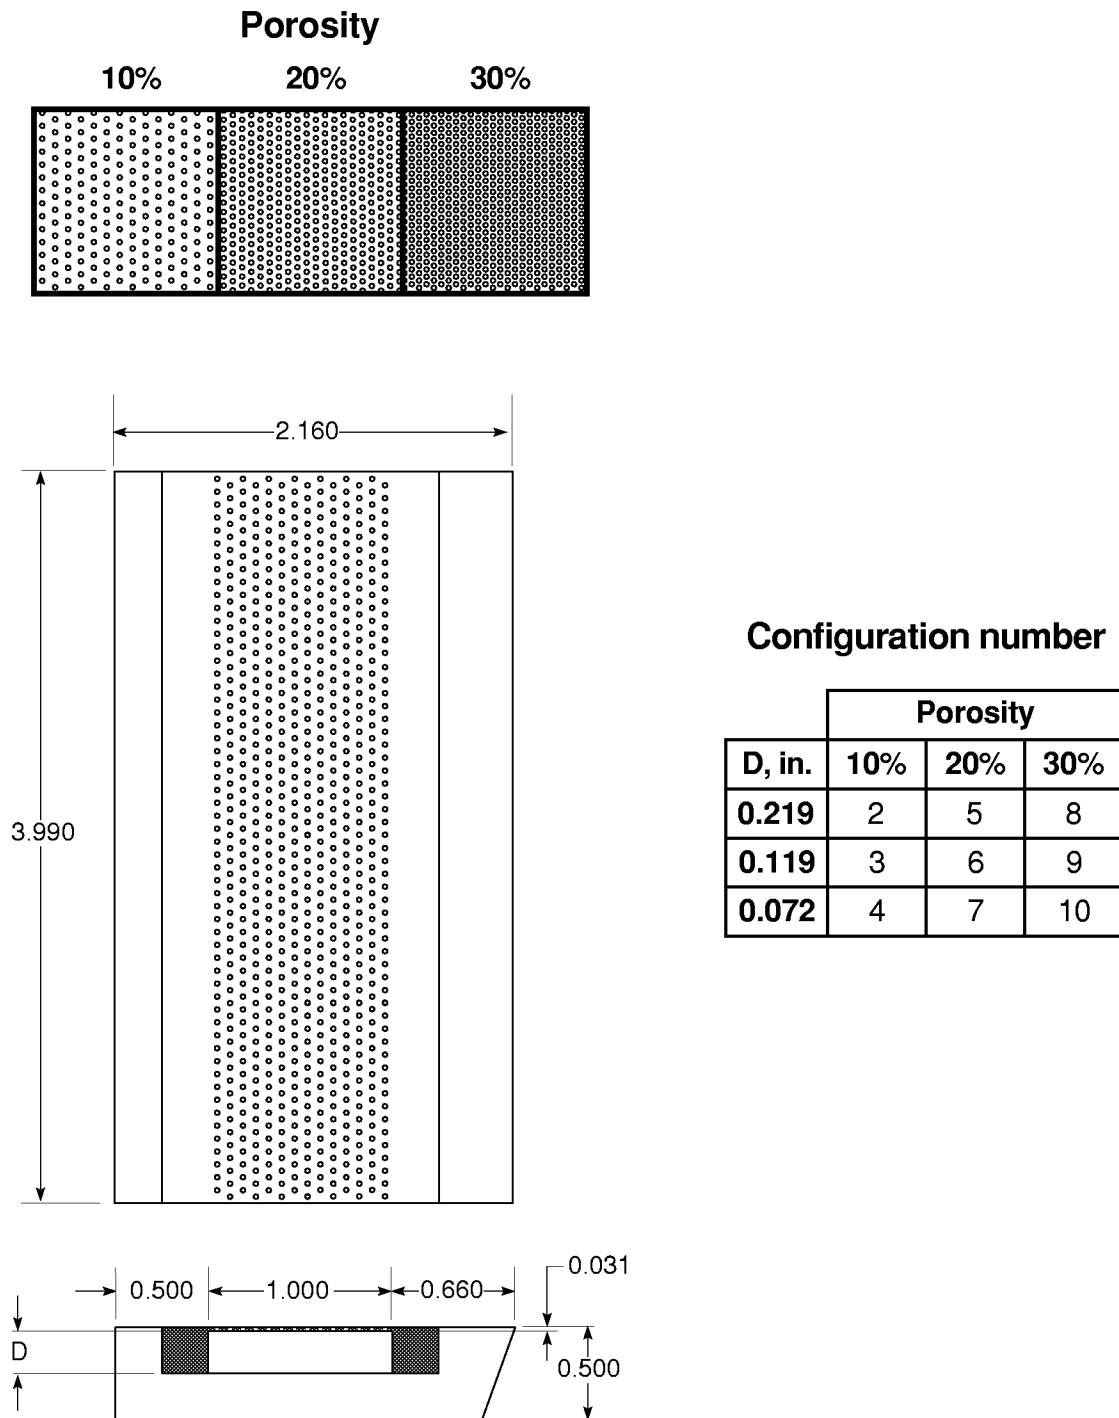 Porosity
10% 20% 30%
2.160
3.990
Configuration number
Porosity
D, in. 10% 20% 30%
0.219 2 5 8
0.119 3 6 9
0.072 4 7 10
0.031
0.500 1.000 0.660
D
0.500